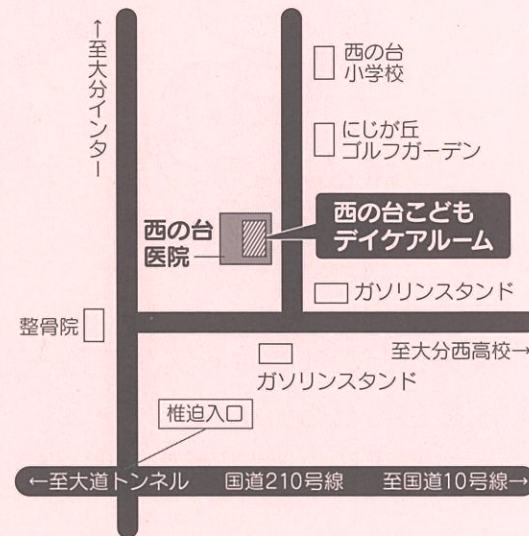 ↑至大分インター
西の台
小学校
にじが丘
ゴルフガーデン
西の台
医院
西の台こども
デイケアルーム
ガソリンスタンド
整骨院
至大分西高校→
ガソリンスタンド
椎迫入口
←至大道トンネル 国道210号線 至国道10号線→